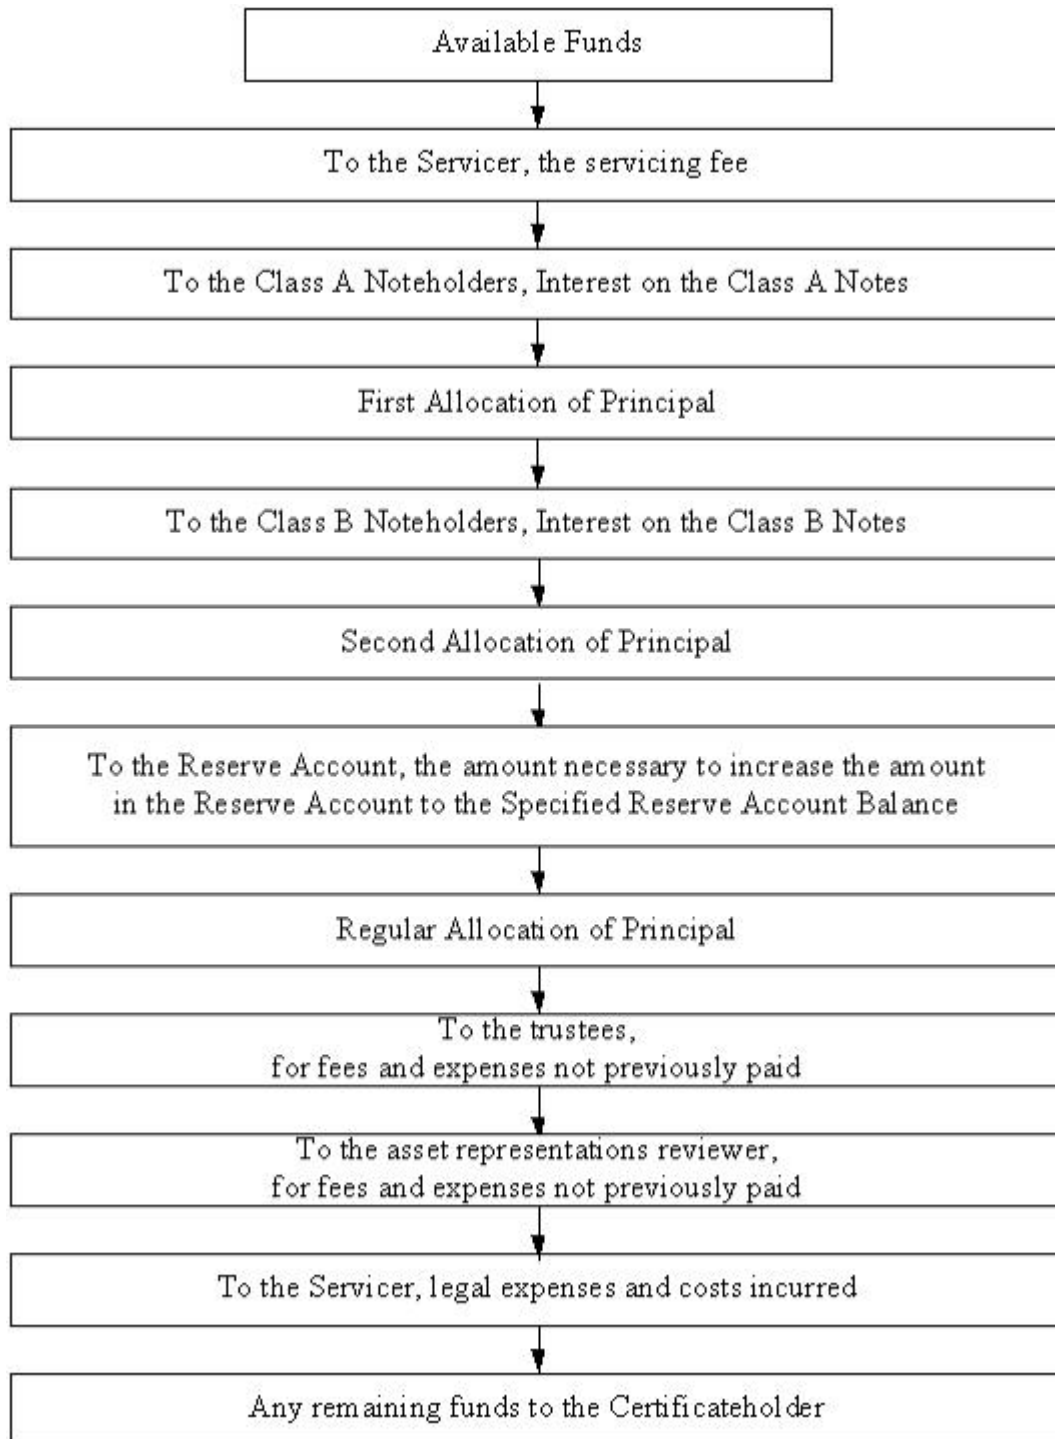 Available Funds
To the Servicer, the servicing fee
To the Class A Noteholders, Interest on the Class A Notes
First Allocation of Principal
To the Class B Noteholders, Interest on the Class B Notes
Second Allocation of Principal
To the Reserve Account, the amount necessary to increase the amount
in the Reserve Account to the Specified Reserve Account Balance
Regular Allocation of Principal
To the trustees,
for fees and expenses not previously paid
To the asset representations reviewer,
for fees and expenses not previously paid
To the Servicer, legal expenses and costs incurred
Any remaining funds to the Certificateholder